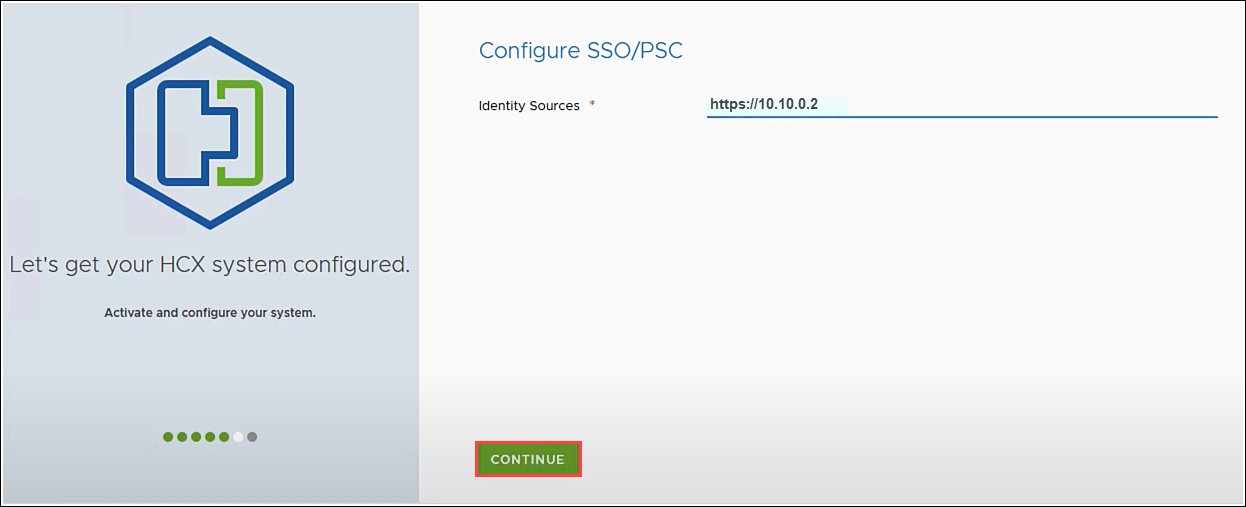 Configure SSO/PSC
Identity Sources * https://10.10.0.2
Let's get your HCX system configured.
Activate and configure your system.
CONTINUE